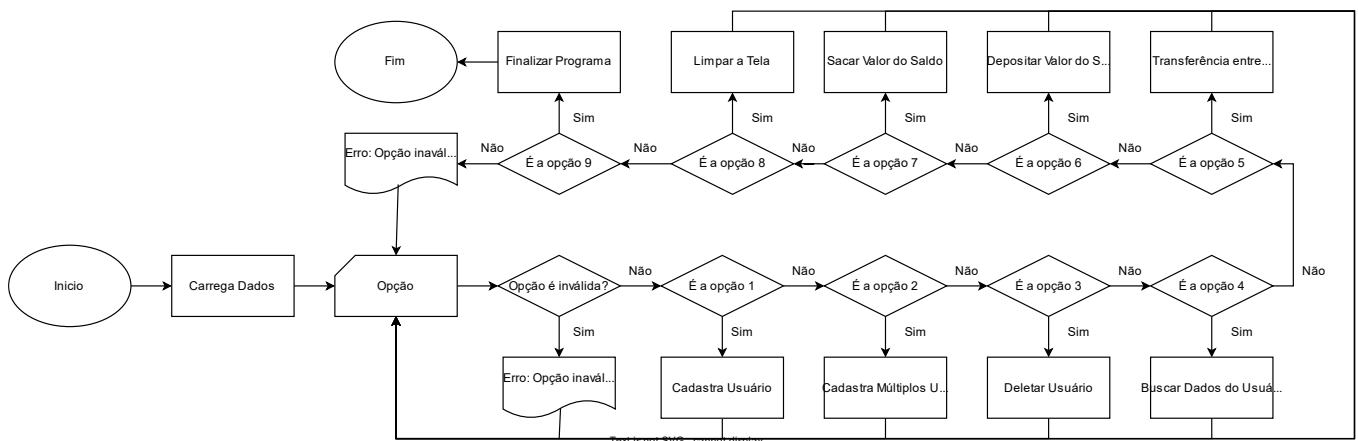 Fim
Finalizar Programa
Limpar a Tela
Sacar Valor do Saldo
Depositar Valor do S...
Transferência entre...
Sim
Sim
Sim
Sim
Sim
Erro: Opção inavál...
Não
É a opção 9
Não
É a opção 8
Não
É a opção 7
Não
É a opção 6
Não
É a opção 5
Inicio
Carrega Dados
Opção
Opção é inválida?
Não
É a opção 1
Não
É a opção 2
Não
É a opção 3
Não
É a opção 4
Não
Sim
Sim
Sim
Sim
Sim
Erro: Opção inavál...
Cadastra Usuário
Cadastra Múltiplos U...
Deletar Usuário
Buscar Dados do Usuá...